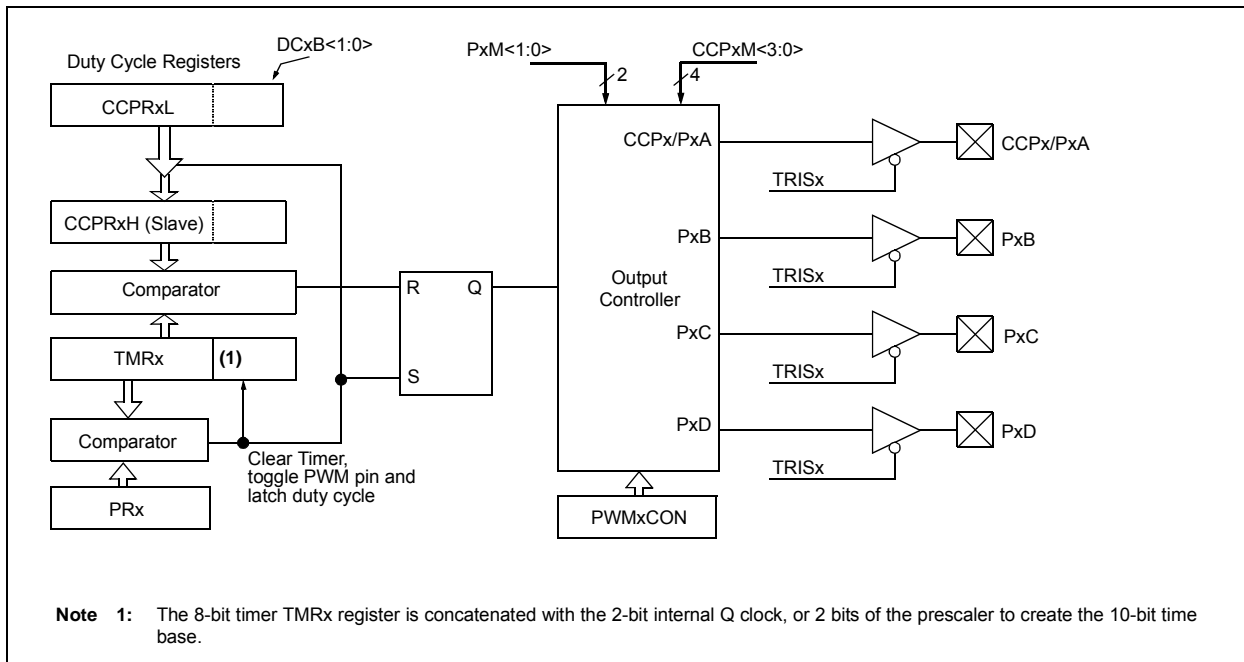 DCxB<1:0>
Duty Cycle Registers
CCPRxL
CCPRxH (Slave)
Comparator
TMRx
(1)
Comparator
PRx
Clear Timer,
toggle PWM pin and
latch duty cycle
R
Q
S
PxM<1:0>
2
CCPxM<3:0>
4
Output
Controller
CCPx/PxA
PxB
PxC
PxD
PWMxCON
TRISx
CCPx/PxA
TRISx
PxB
TRISx
PxC
TRISx
PxD
Note 1: The 8-bit timer TMRx register is concatenated with the 2-bit internal Q clock, or 2 bits of the prescaler to create the 10-bit time
base.